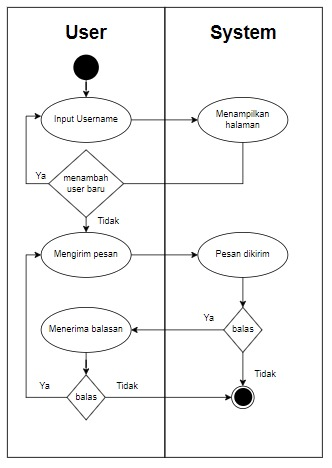 User
System
Input Username
Menampilkan
halaman
Ya
menambah
user baru
Tidak
Mengirim pesan
Pesan dikirim
Ya
Menerima balasan
balas
Tidak
Ya
balas
Tidak